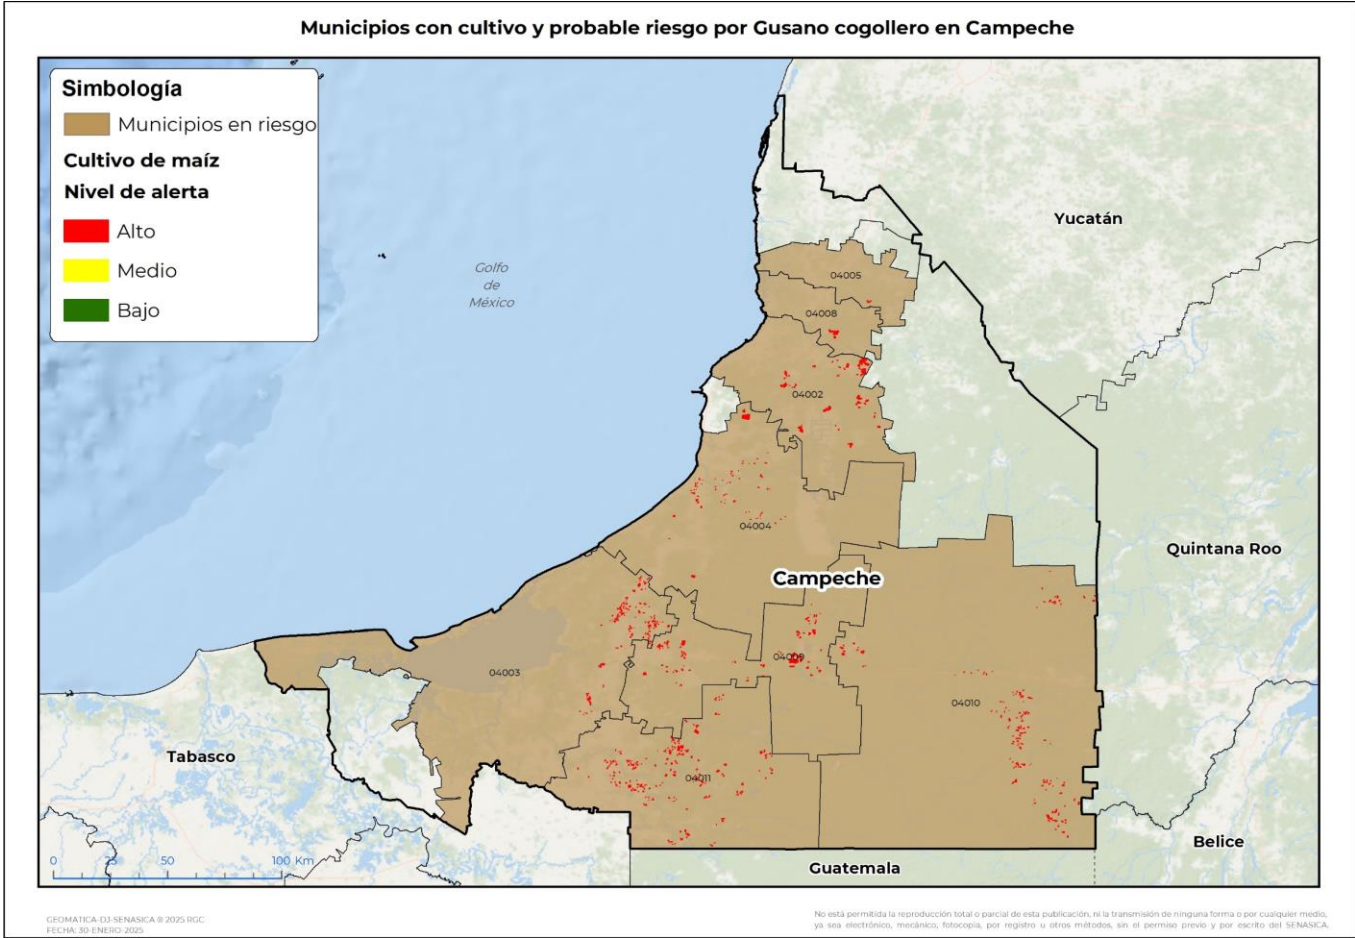 Municipios con cultivo y probable riesgo por Gusano cogollero en Campeche
Simbología
Municipios en riesgo
Cultivo de maíz
Nivel de alerta
Alto
Medio
Bajo
Golfo
de
México
Yucatán
04005
04008
04002
04004
Campeche
Quintana Roo
04009
04003
04010
Tabasco
04011
Belice
Guatemala
0 25 50 100 Km
GEOMATICA-DJ-SENASICA @ 2025 RGC
FECHA: 30-ENERO-2025
No está permitida la reproducción total o parcial de esta publicación, ni la transmisión de ninguna forma o por cualquier medio,
ya sea electrónico, mecánico, fotocopia, por registro u otros métodos, sin el permiso previo y por escrito del SENASICA.